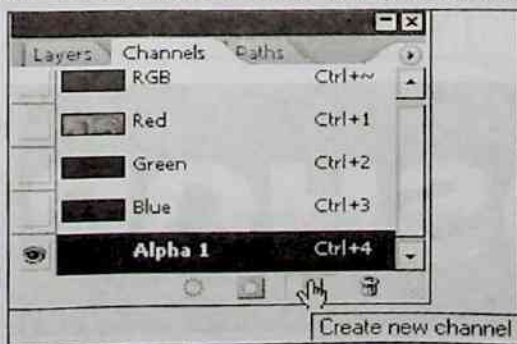 Layers Channels Paths
RGB Ctrl+~
Red Ctrl+1
Green Ctrl+2
Blue Ctrl+3
Alpha 1 Ctrl+4
Create new channel